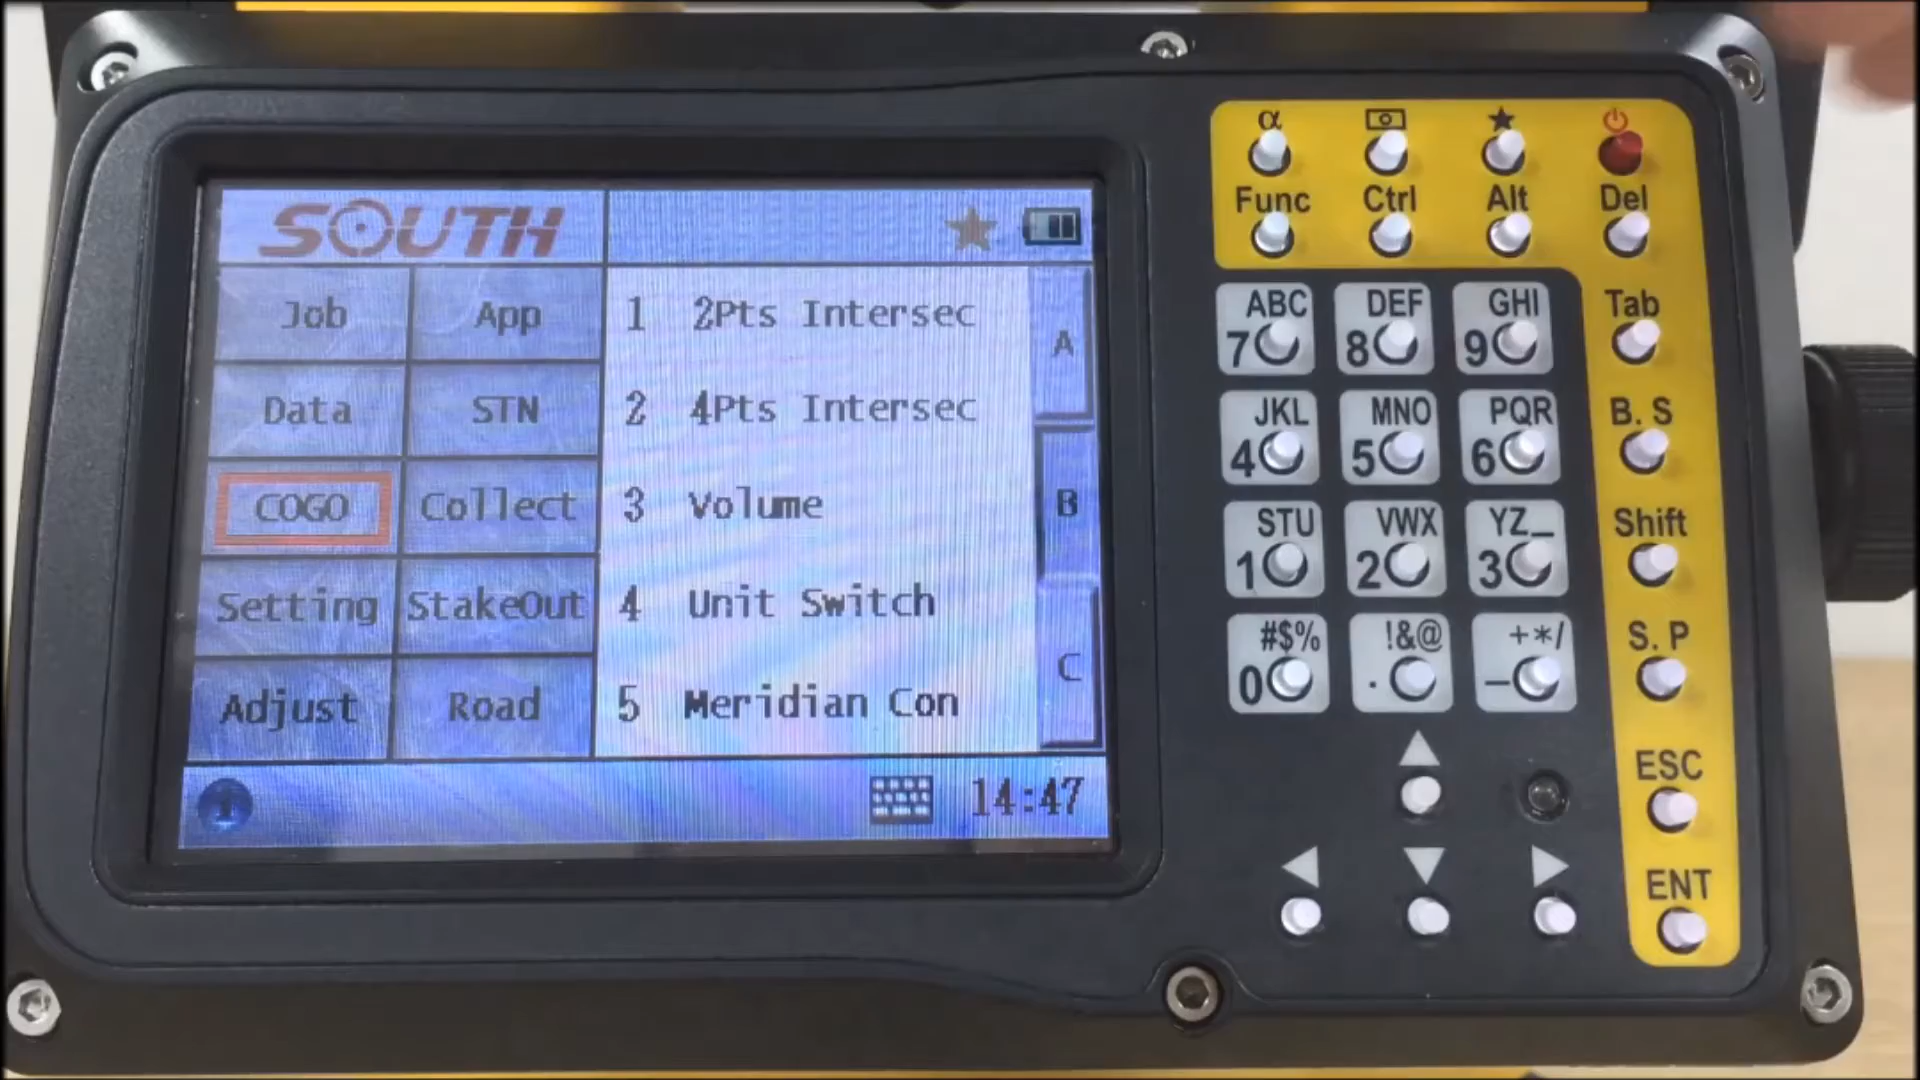 SOUTH
Job App
Data STN
COGO Collect
Setting StakeOut
Adjust Road
1 2Pts Intersec
2 4Pts Intersec
3 Volume
4 Unit Switch
5 Meridian Con
A
B
C
14:47
α
Func Ctrl Alt Del
ABC DEF GHI Tab
7 8 9
JKL MNO PQR B. S
4 5 6
STU VWX YZ_ Shift
1 2 3
#$% !&@ +*/ S. P
0 . −
ESC
ENT